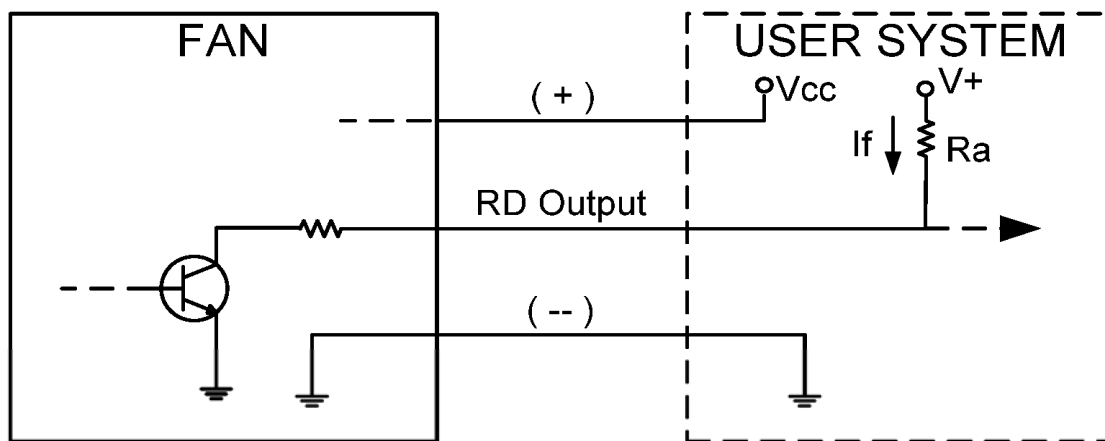 FAN
USER SYSTEM
( + )
Vcc
V+
If
Ra
RD Output
( -- )